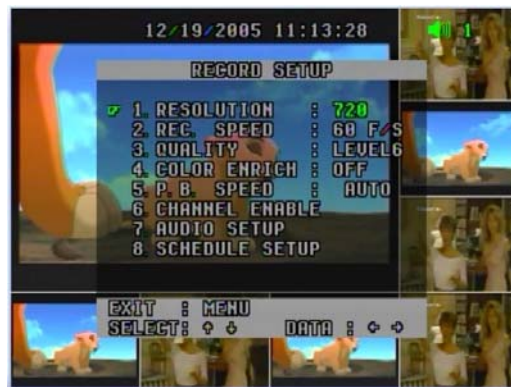 12/19/2005 11:13:28
1
RECORD SETUP
1. RESOLUTION : 720
2. REC. SPEED : 60 F/S
3. QUALITY : LEVEL6
4. COLOR ENRICH : OFF
5. P.B. SPEED : AUTO
6. CHANNEL ENABLE
7. AUDIO SETUP
8. SCHEDULE SETUP
EXIT : MENU
SELECT: ↑ ↓ DATA : ← →